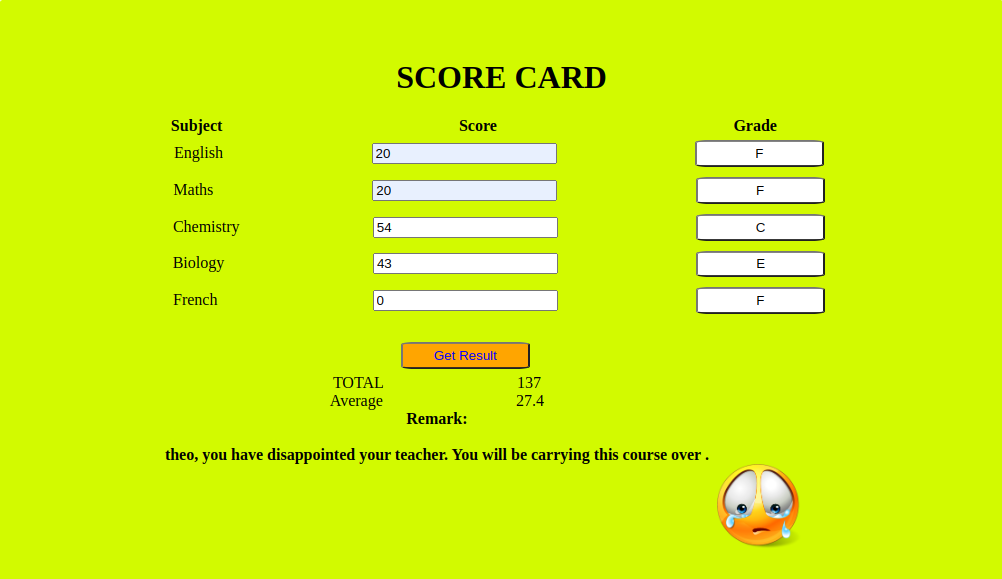 SCORE CARD
Subject Score Grade
English 20 F
Maths 20 F
Chemistry 54 C
Biology 43 E
French 0 F
Get Result
TOTAL 137
Average 27.4
Remark:
theo, you have disappointed your teacher. You will be carrying this course over .